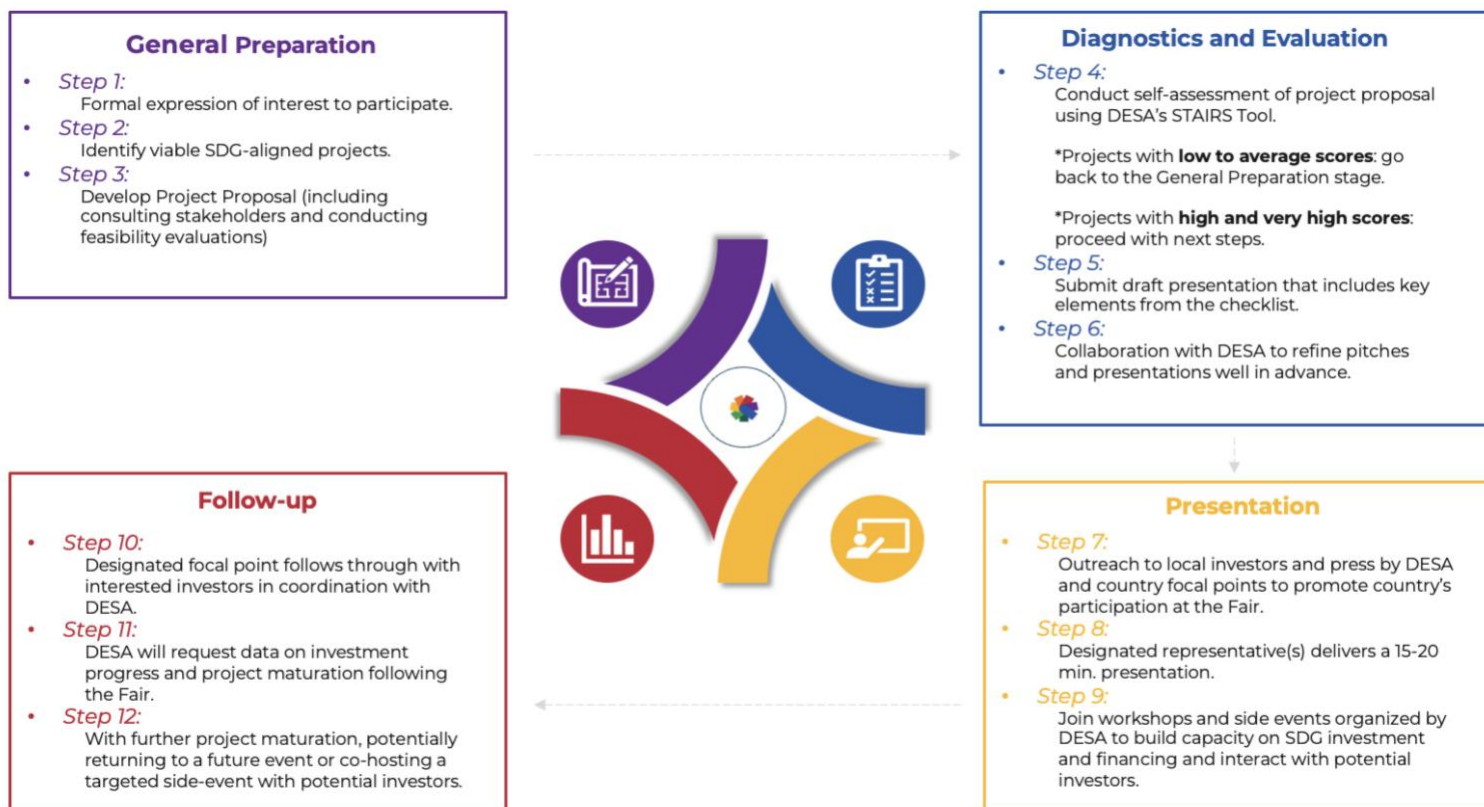 General Preparation
• Step 1:
Formal expression of interest to participate.
• Step 2:
Identify viable SDG-aligned projects.
• Step 3:
Develop Project Proposal (including
consulting stakeholders and conducting
feasibility evaluations)
Diagnostics and Evaluation
• Step 4:
Conduct self-assessment of project proposal
using DESA's STAIRS Tool.
*Projects with low to average scores: go
back to the General Preparation stage.
*Projects with high and very high scores:
proceed with next steps.
• Step 5:
Submit draft presentation that includes key
elements from the checklist.
• Step 6:
Collaboration with DESA to refine pitches
and presentations well in advance.
Follow-up
• Step 10:
Designated focal point follows through with
interested investors in coordination with
DESA.
• Step 11:
DESA will request data on investment
progress and project maturation following
the Fair.
• Step 12:
With further project maturation, potentially
returning to a future event or co-hosting a
targeted side-event with potential investors.
Presentation
• Step 7:
Outreach to local investors and press by DESA
and country focal points to promote country's
participation at the Fair.
• Step 8:
Designated representative(s) delivers a 15-20
min. presentation.
• Step 9:
Join workshops and side events organized by
DESA to build capacity on SDG investment
and financing and interact with potential
investors.